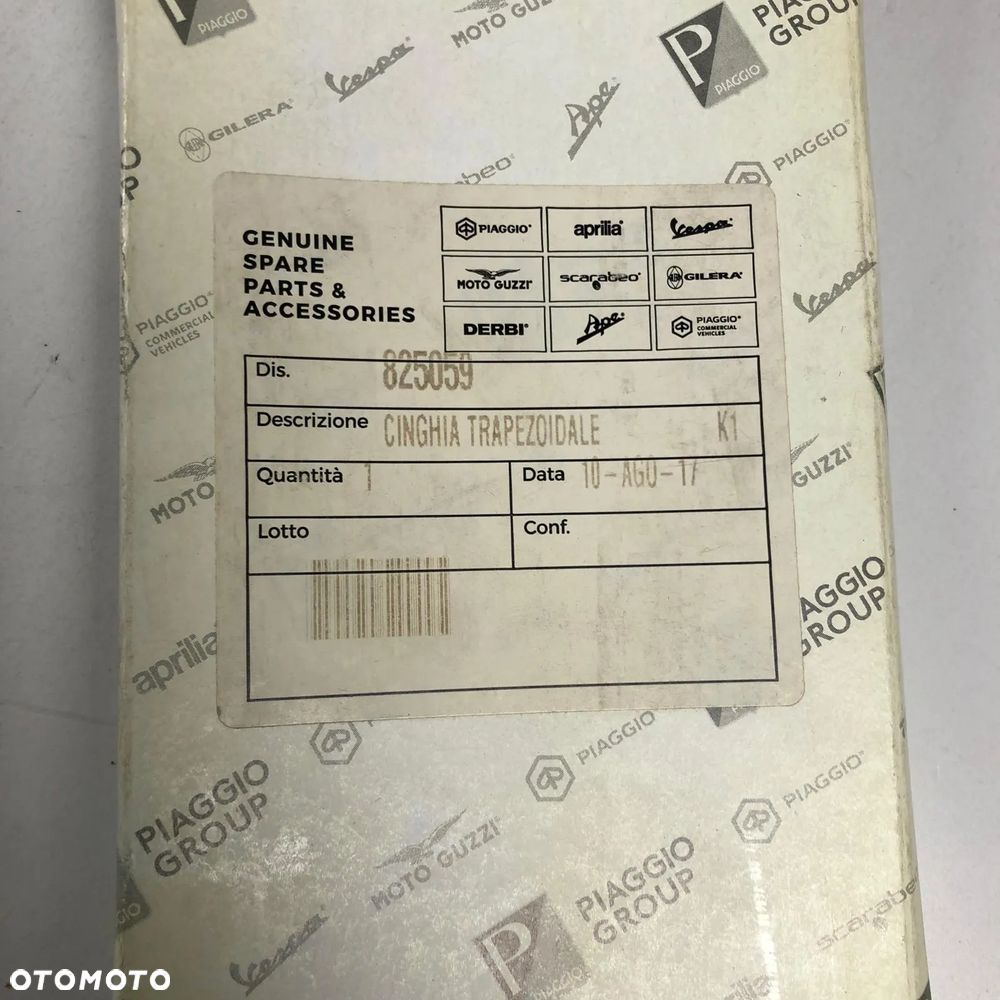 PIAGGIO
MOTO GUZZI
PIAGGIO
GROUP
PIAGGIO
Vespa
GILERA
Ape
PIAGGIO
GENUINE
SPARE
PARTS &
ACCESSORIES
PIAGGIO
aprilia
Vespa
MOTO GUZZI
scarabeo
GILERA
DERBI
Ape
PIAGGIO
COMMERCIAL
VEHICLES
Vespa
PIAGGIO
COMMERCIAL
VEHICLES
Dis. 825059
Descrizione CINGHIA TRAPEZOIDALE K1
Quantità 1 Data 10-AGO-17
Lotto Conf.
MOTO
GUZZI
aprilia
PIAGGIO
PIAGGIO
GROUP
PIAGGIO
MOTO GUZZI
PIAGGIO
GROUP
scarabeo
Vespa
PIAGGIO
OTOMOTO